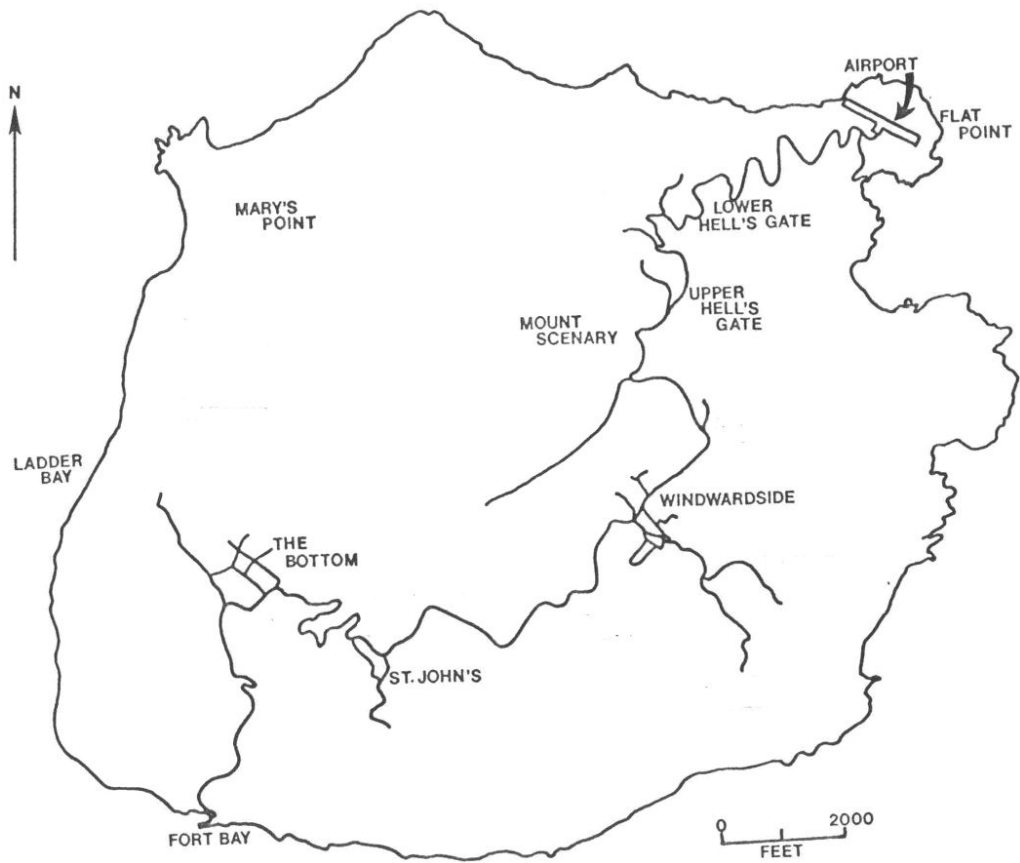 N
AIRPORT
FLAT
POINT
MARY'S
POINT
LOWER
HELL'S GATE
UPPER
HELL'S
GATE
MOUNT
SCENARY
LADDER
BAY
WINDWARDSIDE
THE
BOTTOM
ST. JOHN'S
FORT BAY
0 2000
FEET